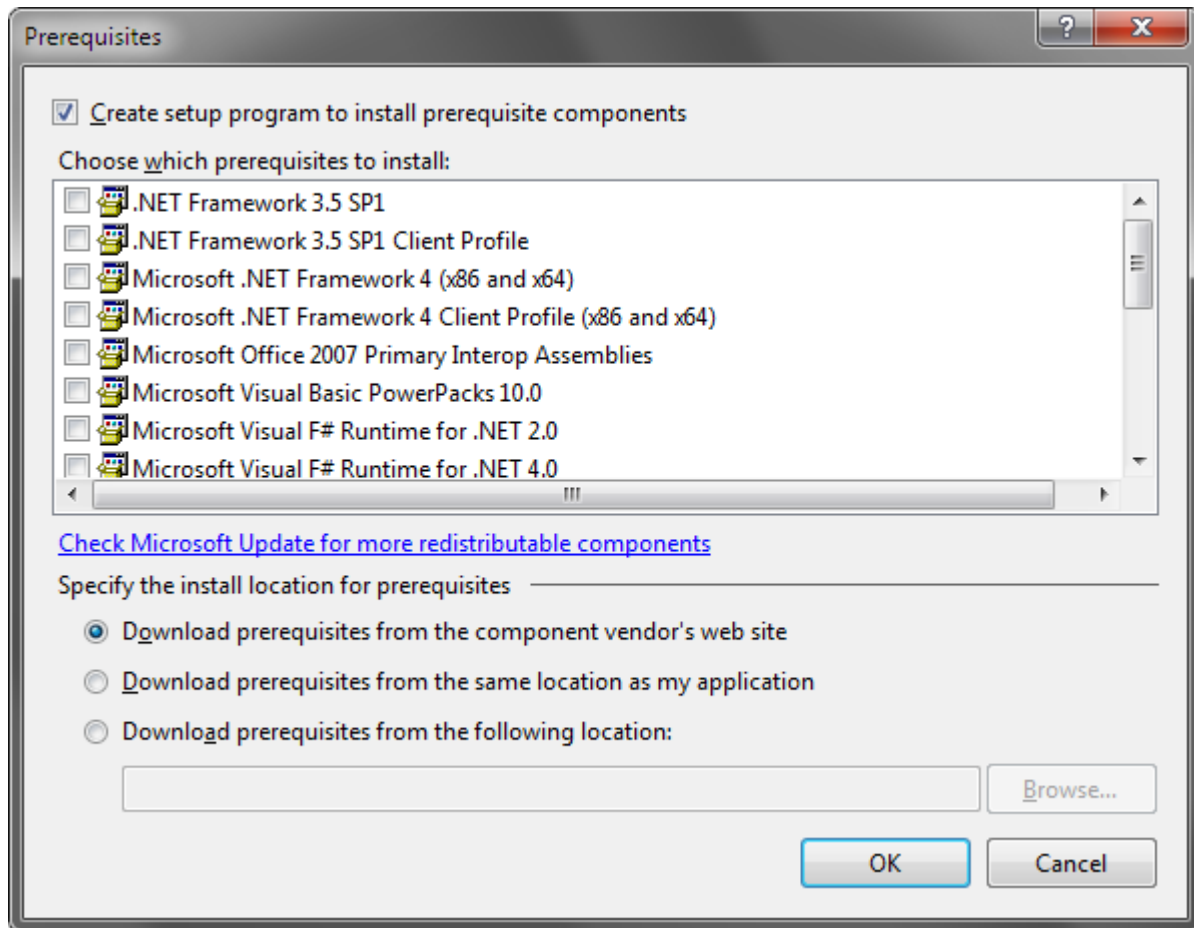 Prerequisites
?
Create setup program to install prerequisite components
Choose which prerequisites to install:
.NET Framework 3.5 SP1
.NET Framework 3.5 SP1 Client Profile
Microsoft .NET Framework 4 (x86 and x64)
Microsoft .NET Framework 4 Client Profile (x86 and x64)
Microsoft Office 2007 Primary Interop Assemblies
Microsoft Visual Basic PowerPacks 10.0
Microsoft Visual F# Runtime for .NET 2.0
Microsoft Visual F# Runtime for .NET 4.0
Check Microsoft Update for more redistributable components
Specify the install location for prerequisites
Download prerequisites from the component vendor's web site
Download prerequisites from the same location as my application
Download prerequisites from the following location:
Browse...
OK Cancel